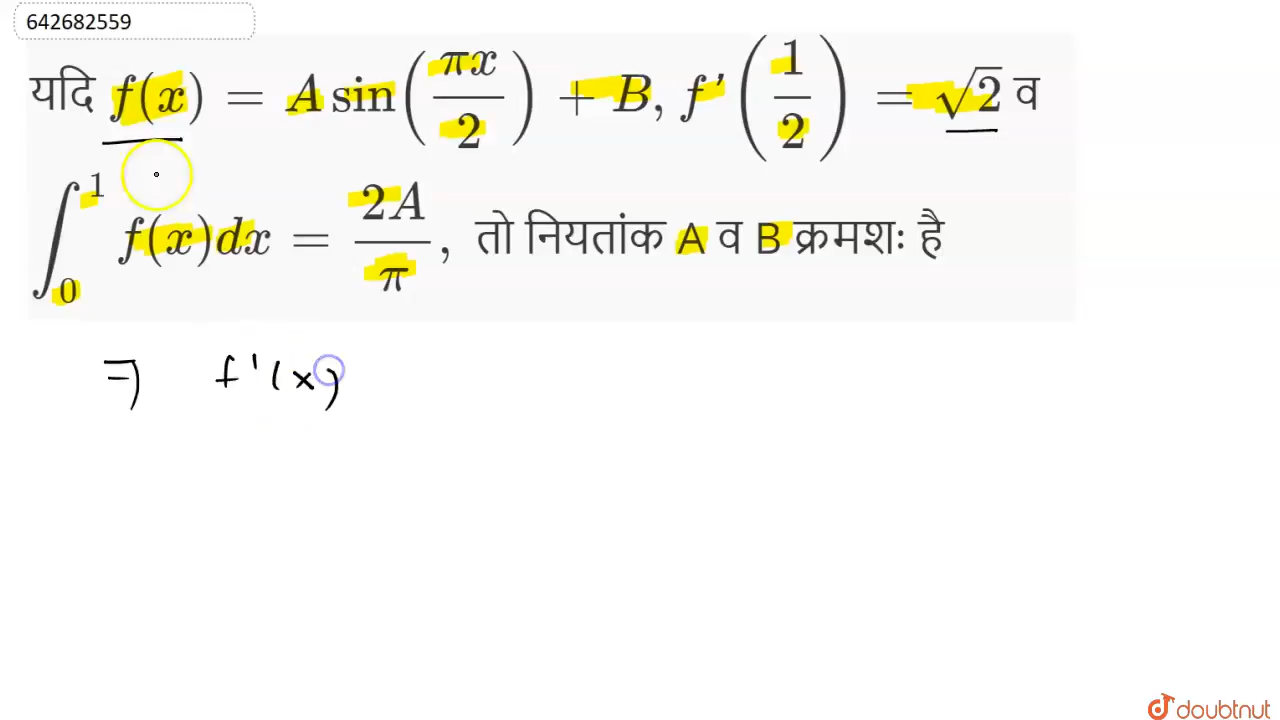 642682559
यदि f(x) = A sin(πx/2) + B, f'(1/2) = √2 व
∫₀¹ f(x)dx = 2A/π, तो नियतांक A व B क्रमशः है
⇒ f'(x)
doubtnut